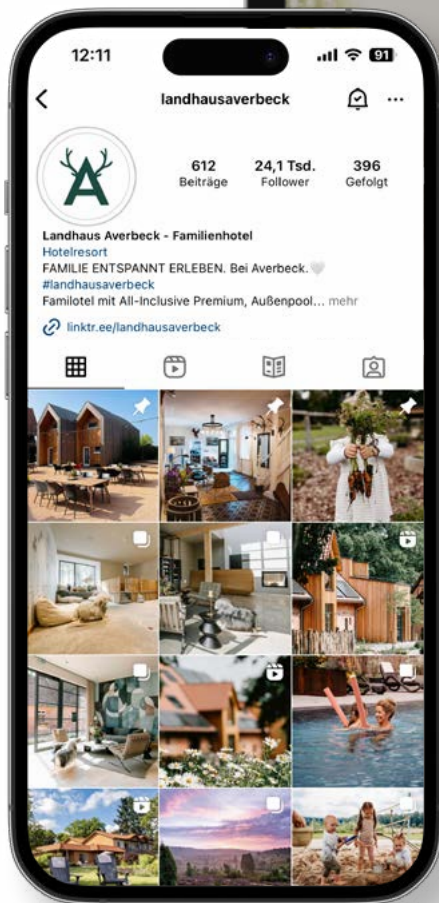 12:11
91
landhausaverbeck
A
612
24,1 Tsd.
396
Beiträge
Follower
Gefolgt
Landhaus Averbeck - Familienhotel
Hotelresort
FAMILIE ENTSPANNT ERLEBEN. Bei Averbeck.🤍
#landhausaverbeck
Familotel mit All-Inclusive Premium, Außenpool... mehr
linktr.ee/landhausaverbeck